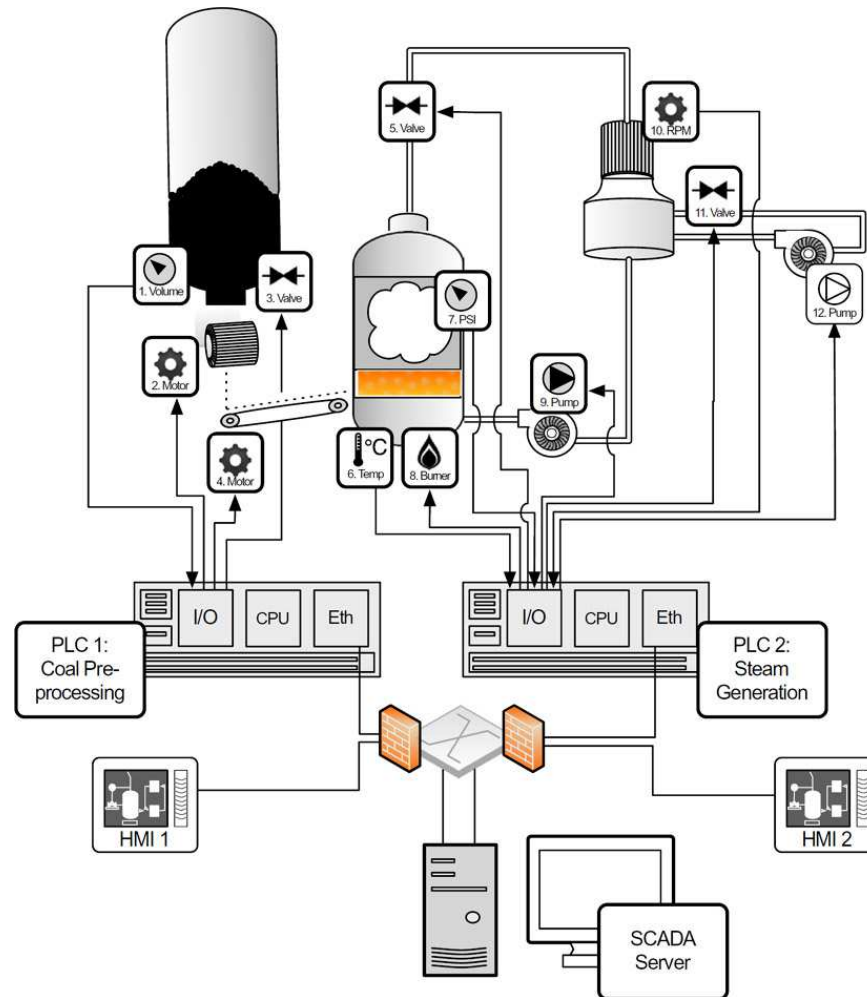 5. Valve
10. RPM
11. Valve
1. Volume
3. Valve
7. PSI
12. Pump
2. Motor
9. Pump
°C
6. Temp
8. Burner
4. Motor
I/O
CPU
Eth
I/O
CPU
Eth
PLC 1:
Coal Pre-
processing
PLC 2:
Steam
Generation
HMI 1
HMI 2
SCADA
Server